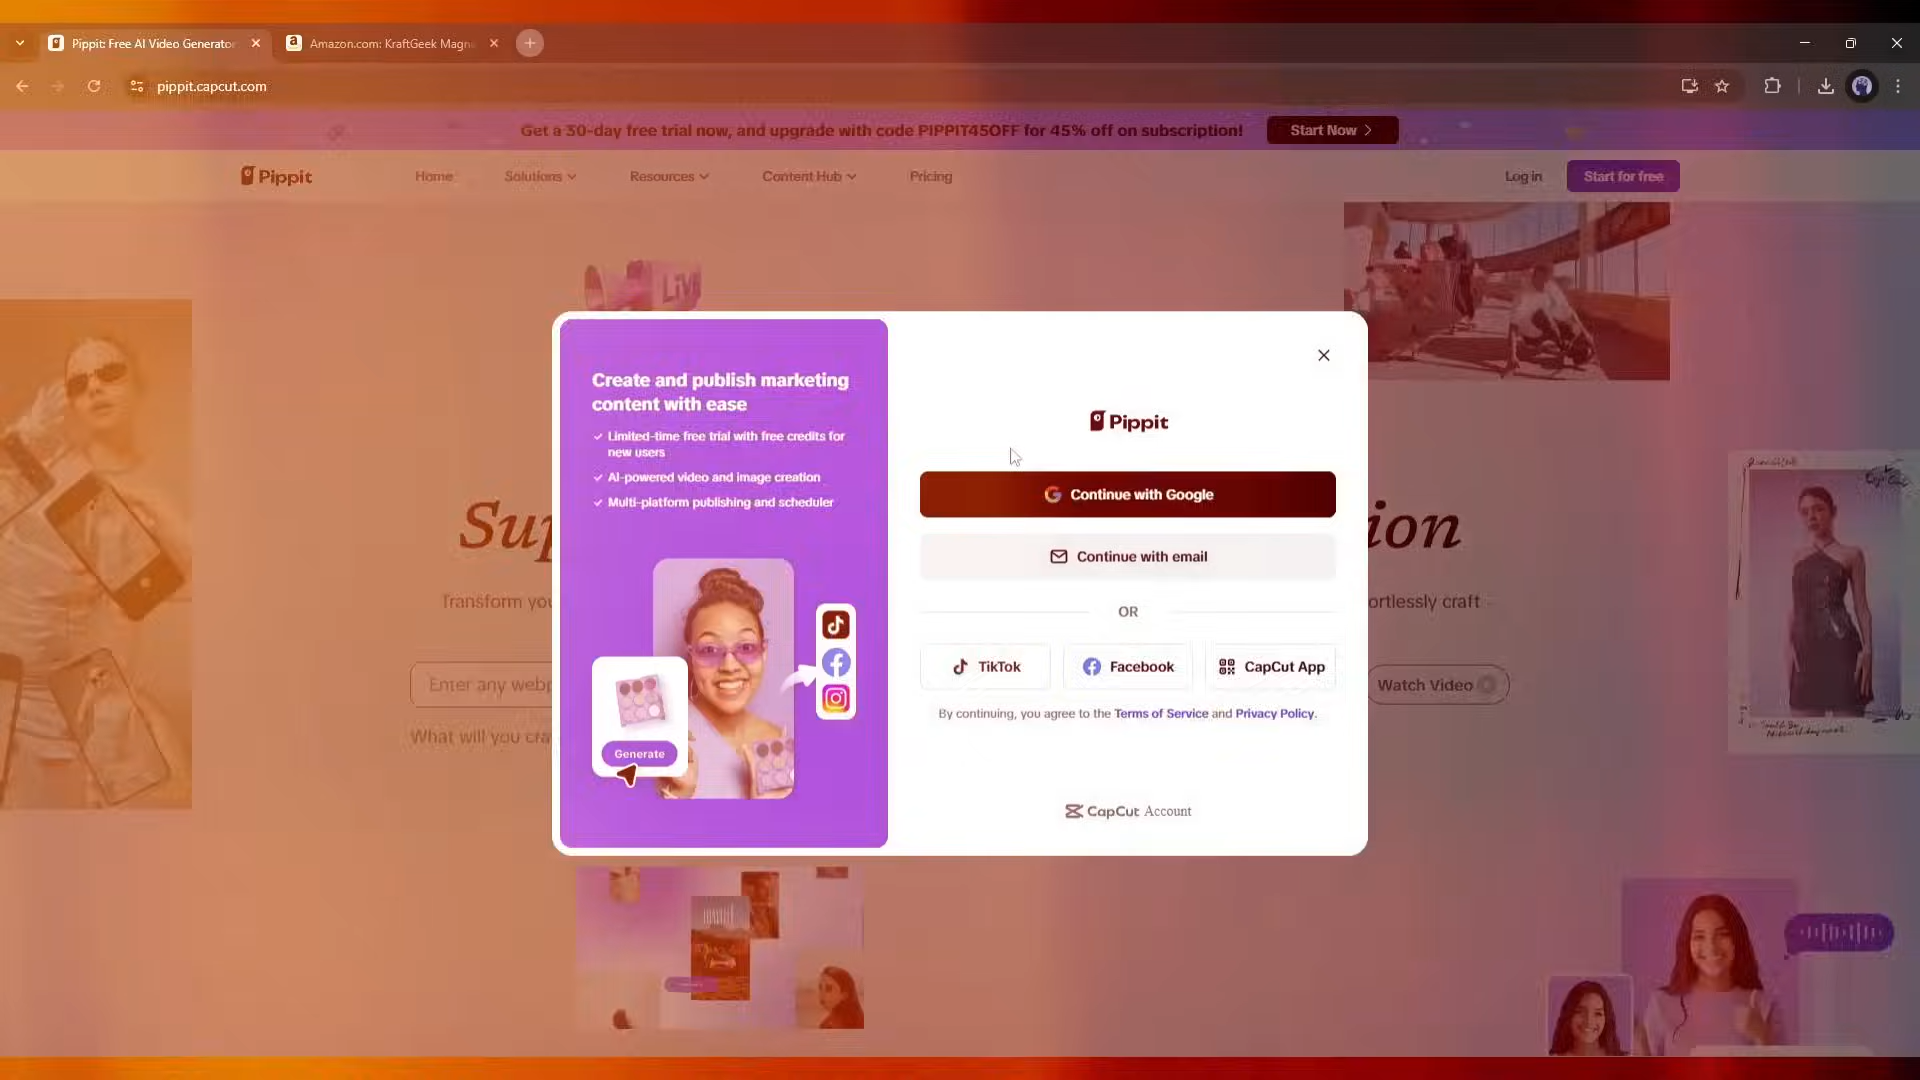 Pippit: Free AI Video Generator
Amazon.com: KraftGeek Magn
pippit.capcut.com
Get a 30-day free trial now, and upgrade with code PIPPIT45OFF for 45% off on subscription!
Start Now
Pippit
Home
Solutions
Resources
Content Hub
Pricing
Log in
Start for free
LIVE
Create and publish marketing
content with ease
Limited-time free trial with free credits for
new users
AI-powered video and image creation
Multi-platform publishing and scheduler
Generate
Pippit
Continue with Google
Continue with email
OR
TikTok
Facebook
CapCut App
By continuing, you agree to the Terms of Service and Privacy Policy.
CapCut Account
Sup
ion
Transform you
ortlessly craft
Enter any webp
Watch Video
What will you cra